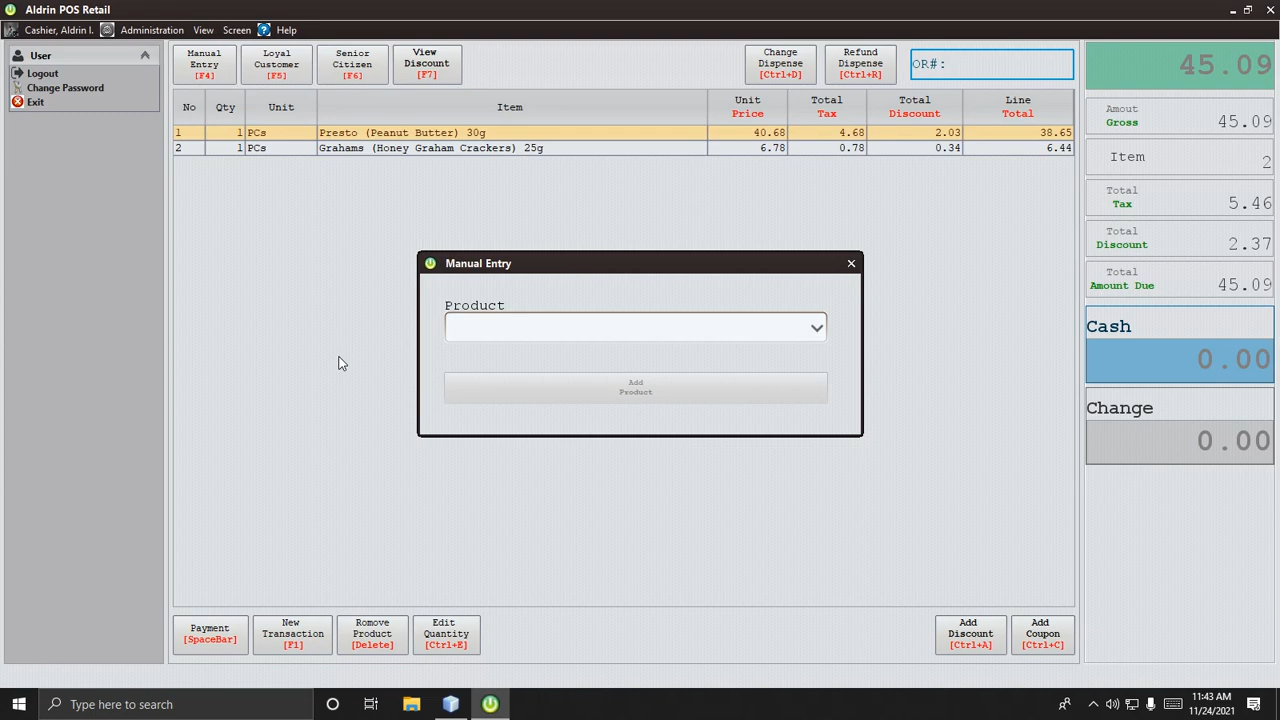 Aldrin POS Retail
Cashier, Aldrin I. Administration View Screen Help
User
Logout
Change Password
Exit
Manual Entry [F4]
Loyal Customer [F5]
Senior Citizen [F6]
View Discount [F7]
Change Dispense [Ctrl+D]
Refund Dispense [Ctrl+R]
OR#:
No Qty Unit Item Unit Price Total Tax Total Discount Line Total
1 1 PCs Presto (Peanut Butter) 30g 40.68 4.68 2.03 38.65
2 1 PCs Grahams (Honey Graham Crackers) 25g 6.78 0.78 0.34 6.44
Manual Entry
Product
Add
Product
Payment [SpaceBar]
New Transaction [F1]
Remove Product [Delete]
Edit Quantity [Ctrl+E]
Add Discount [Ctrl+A]
Add Coupon [Ctrl+C]
45.09
Amout Gross 45.09
Item 2
Total Tax 5.46
Total Discount 2.37
Total Amount Due 45.09
Cash
0.00
Change
0.00
Type here to search
11:43 AM
11/24/2021